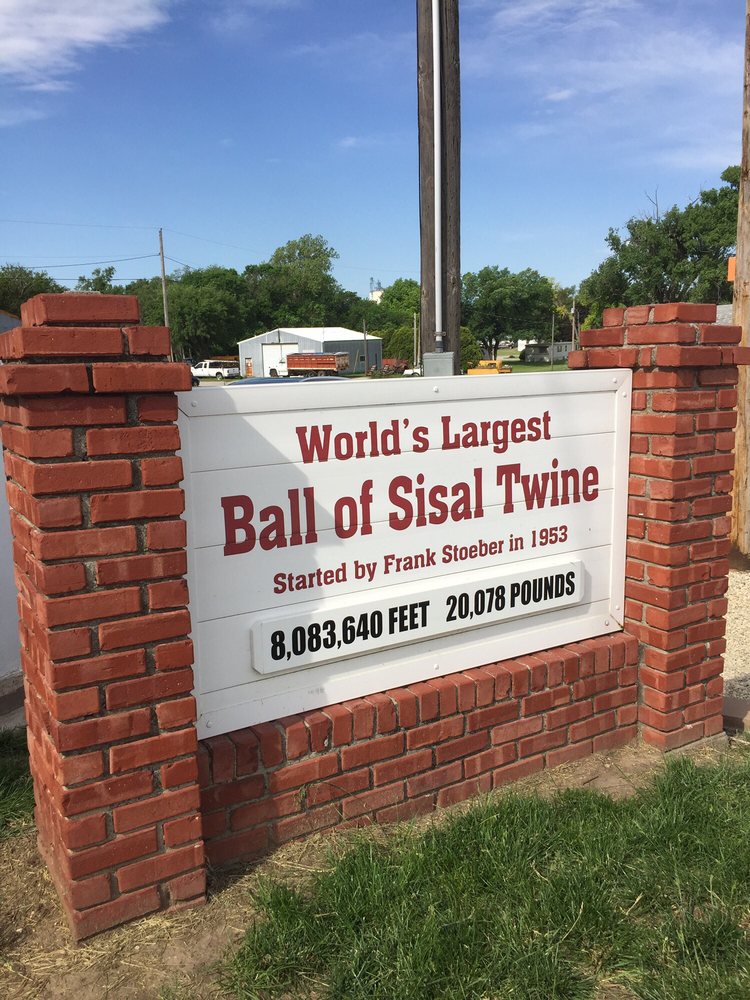 World's Largest
Ball of Sisal Twine
Started by Frank Stoeber in 1953
8,083,640 FEET 20,078 POUNDS